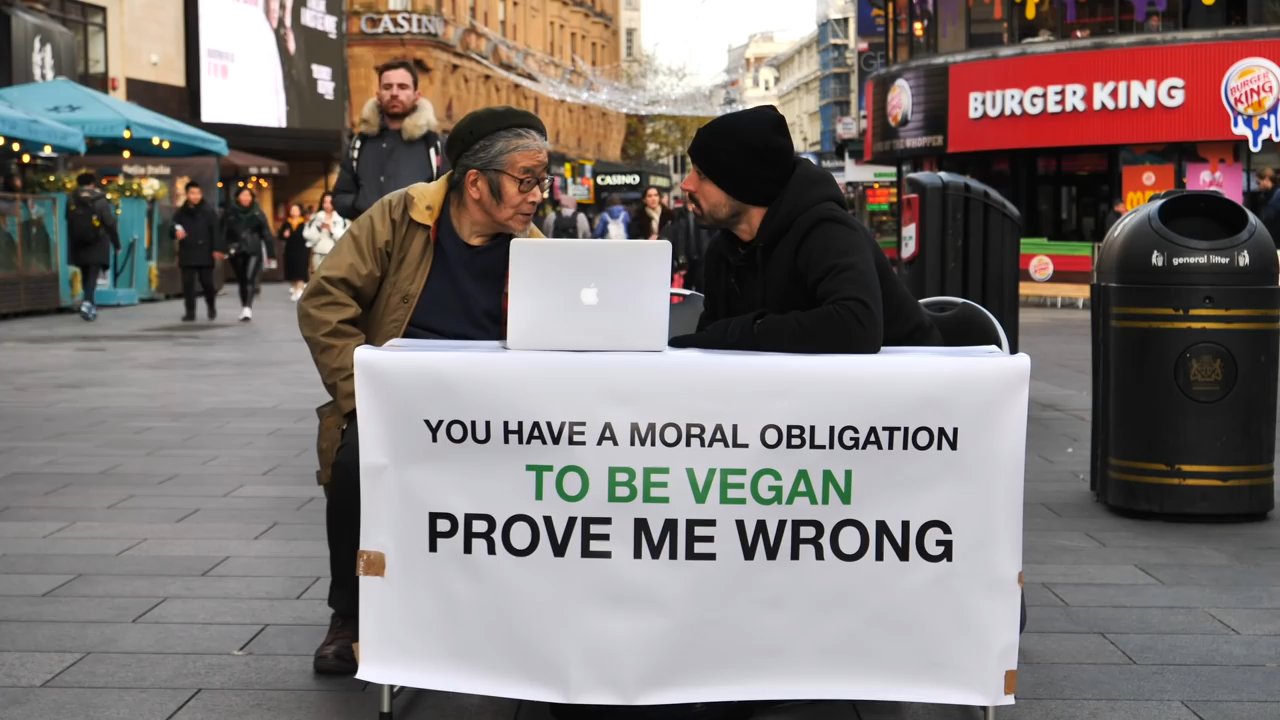 CASINO
BURGER KING
BURGER KING
CASINO
general litter
YOU HAVE A MORAL OBLIGATION
TO BE VEGAN
PROVE ME WRONG